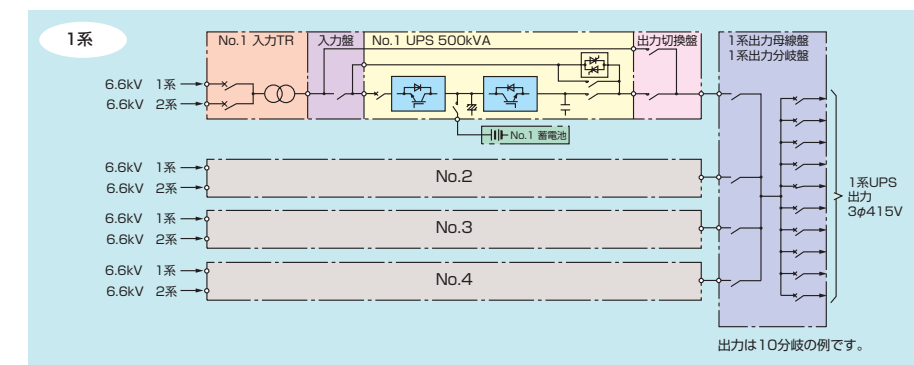 1系
No.1 入力TR
入力盤
No.1 UPS 500kVA
出力切換盤
1系出力母線盤
1系出力分岐盤
6.6kV 1系
6.6kV 2系
No.1 蓄電池
6.6kV 1系
6.6kV 2系
No.2
6.6kV 1系
6.6kV 2系
No.3
6.6kV 1系
6.6kV 2系
No.4
1系UPS
出力
3φ415V
出力は10分岐の例です。